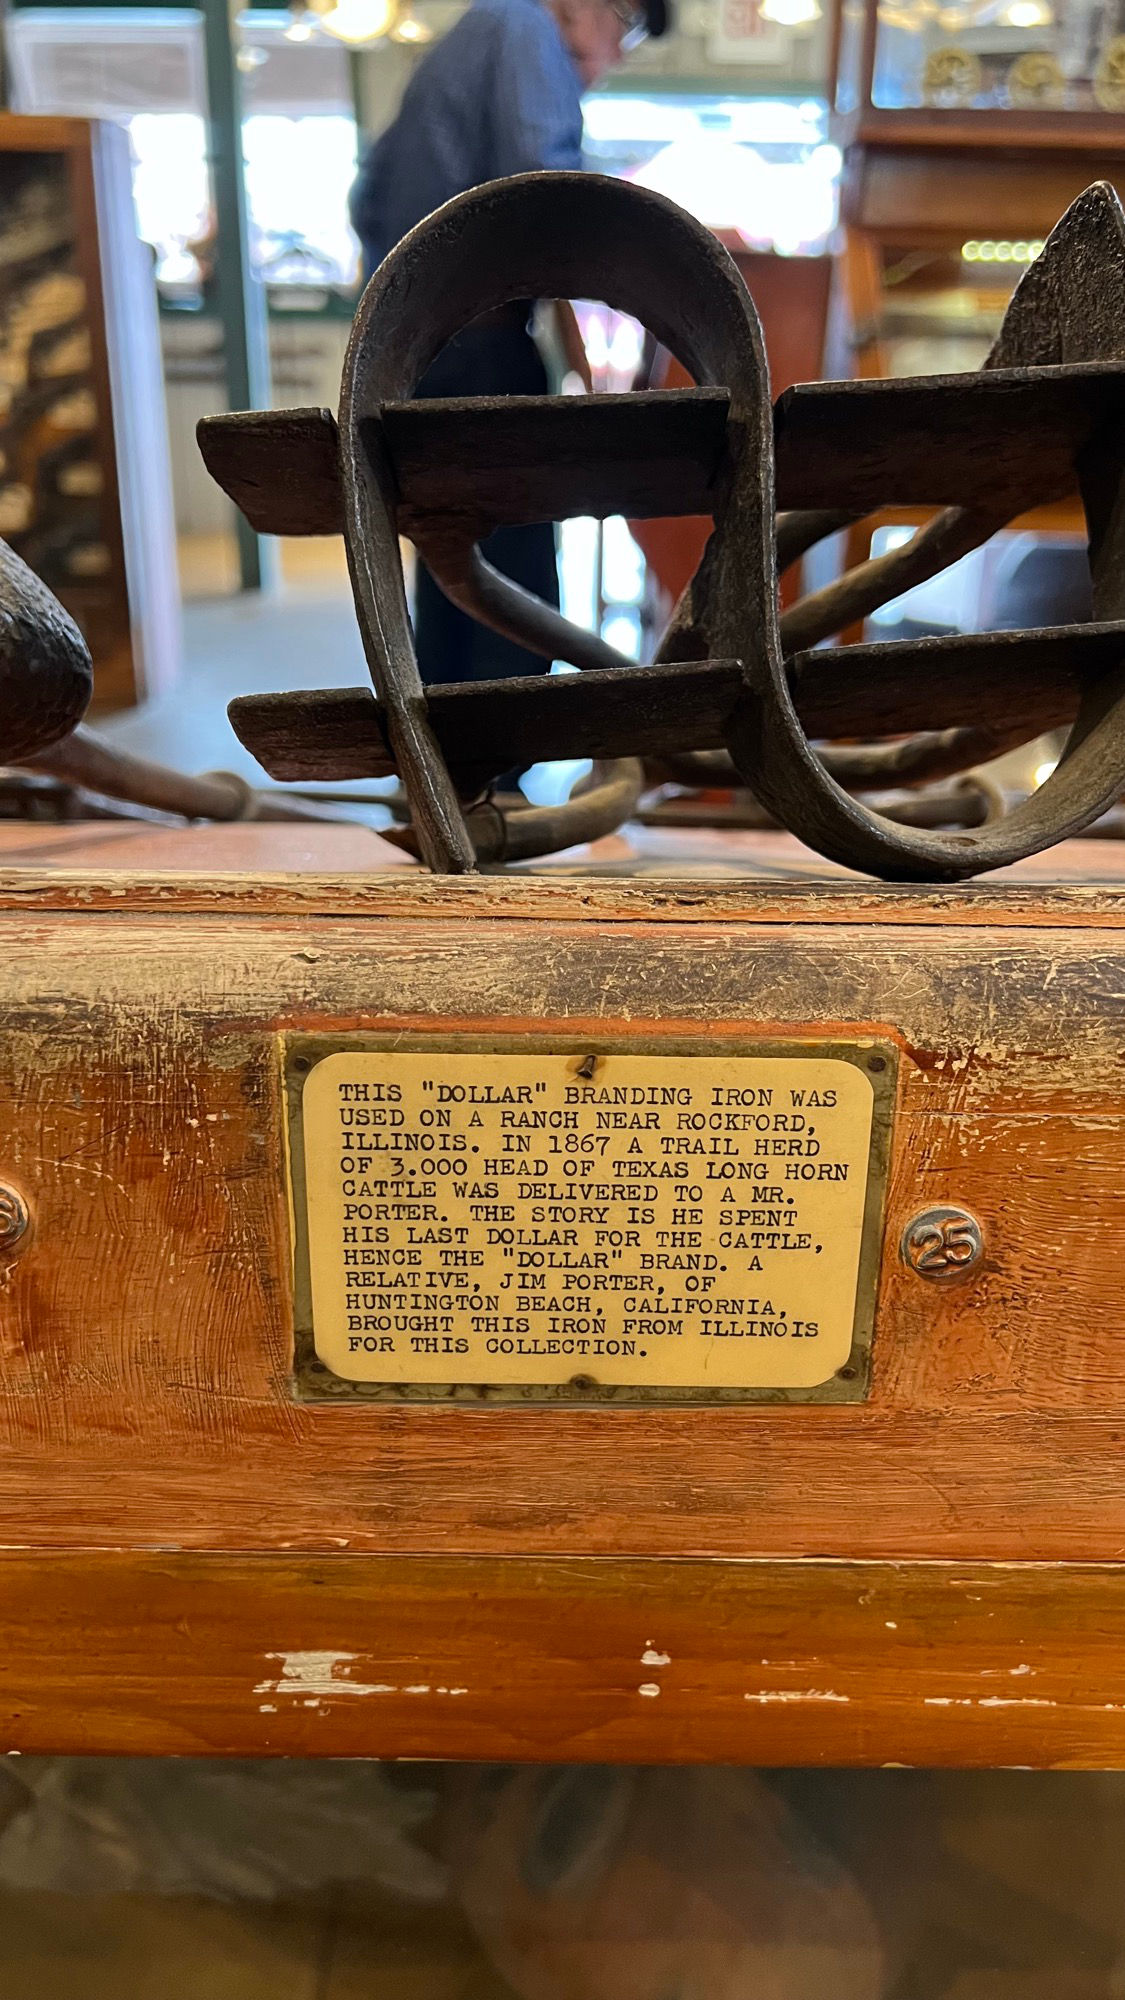 THIS "DOLLAR" BRANDING IRON WAS
USED ON A RANCH NEAR ROCKFORD,
ILLINOIS. IN 1867 A TRAIL HERD
OF 3.000 HEAD OF TEXAS LONG HORN
CATTLE WAS DELIVERED TO A MR.
PORTER. THE STORY IS HE SPENT
HIS LAST DOLLAR FOR THE CATTLE,
HENCE THE "DOLLAR" BRAND. A
RELATIVE, JIM PORTER, OF
HUNTINGTON BEACH, CALIFORNIA,
BROUGHT THIS IRON FROM ILLINOIS
FOR THIS COLLECTION.
25